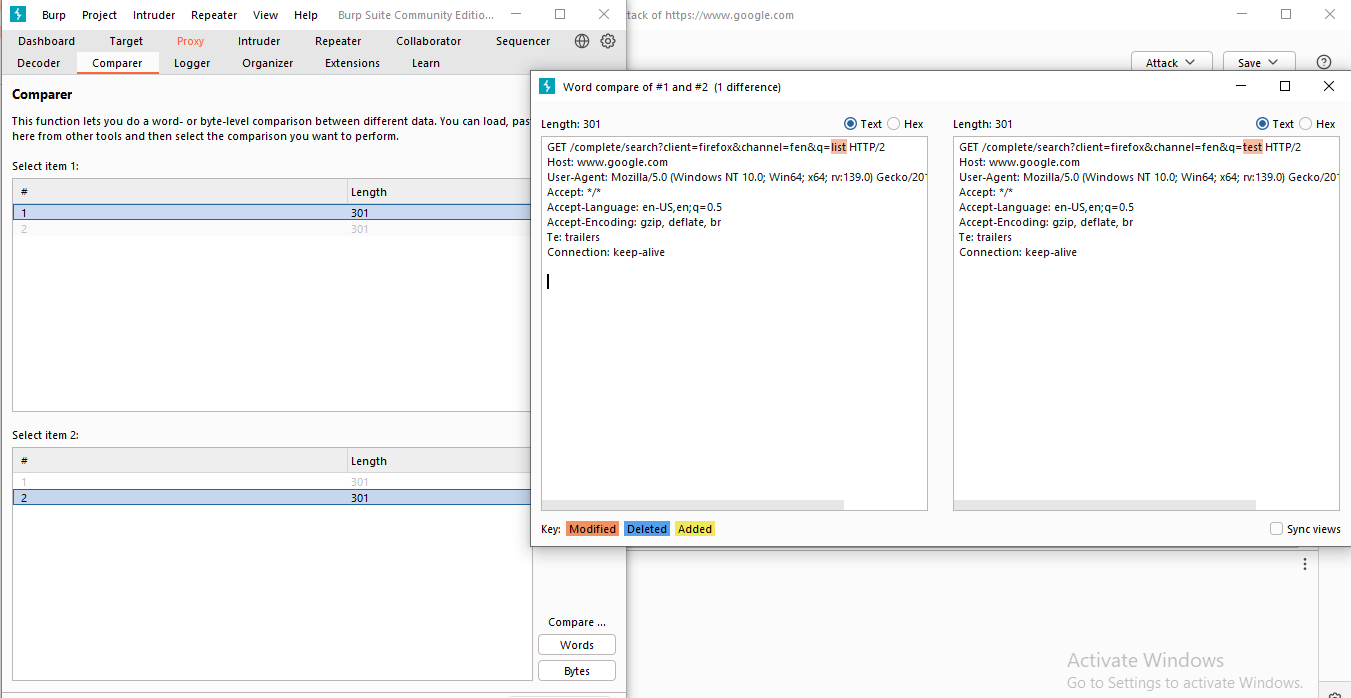 Burp Project Intruder Repeater View Help Burp Suite Community Editio...
tack of https://www.google.com
Dashboard Target Proxy Intruder Repeater Collaborator Sequencer
Decoder Comparer Logger Organizer Extensions Learn
Attack Save
Comparer
This function lets you do a word- or byte-level comparison between different data. You can load, pas
here from other tools and then select the comparison you want to perform.
Select item 1:
# Length
1 301
2 301
Select item 2:
# Length
1 301
2 301
Compare ...
Words
Bytes
Word compare of #1 and #2 (1 difference)
Length: 301 Text Hex
GET /complete/search?client=firefox&channel=fen&q=list HTTP/2
Host: www.google.com
User-Agent: Mozilla/5.0 (Windows NT 10.0; Win64; x64; rv:139.0) Gecko/201
Accept: */*
Accept-Language: en-US,en;q=0.5
Accept-Encoding: gzip, deflate, br
Te: trailers
Connection: keep-alive
Length: 301 Text Hex
GET /complete/search?client=firefox&channel=fen&q=test HTTP/2
Host: www.google.com
User-Agent: Mozilla/5.0 (Windows NT 10.0; Win64; x64; rv:139.0) Gecko/201
Accept: */*
Accept-Language: en-US,en;q=0.5
Accept-Encoding: gzip, deflate, br
Te: trailers
Connection: keep-alive
Key: Modified Deleted Added
Sync views
Activate Windows
Go to Settings to activate Windows.